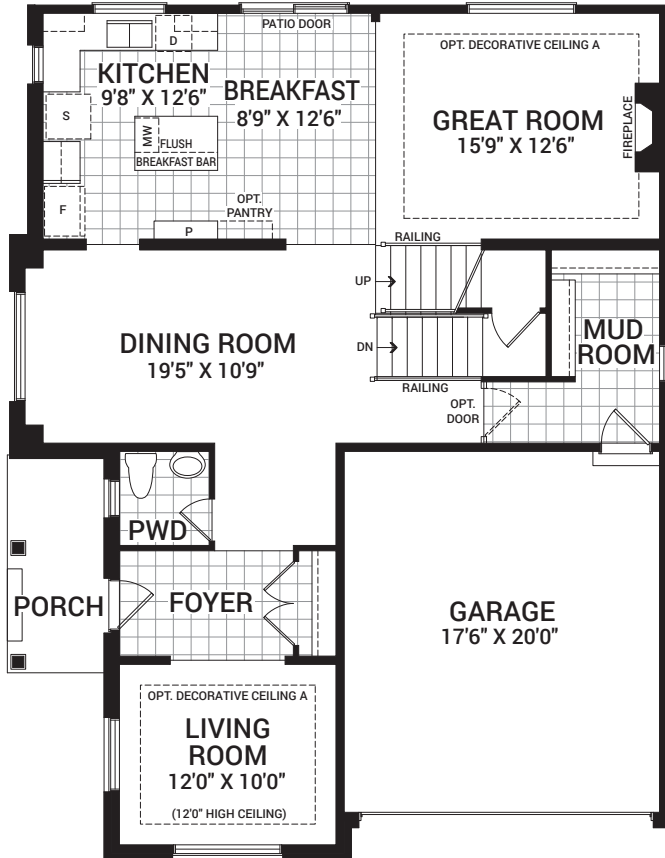 PATIO DOOR
D
OPT. DECORATIVE CEILING A
KITCHEN
9'8" X 12'6"
BREAKFAST
8'9" X 12'6"
GREAT ROOM
15'9" X 12'6"
FIREPLACE
S
MW
FLUSH
BREAKFAST BAR
F
OPT.
PANTRY
P
RAILING
UP
DINING ROOM
19'5" X 10'9"
DN
MUD
ROOM
RAILING
OPT.
DOOR
PWD
PORCH
FOYER
GARAGE
17'6" X 20'0"
OPT. DECORATIVE CEILING A
LIVING
ROOM
12'0" X 10'0"
(12'0" HIGH CEILING)